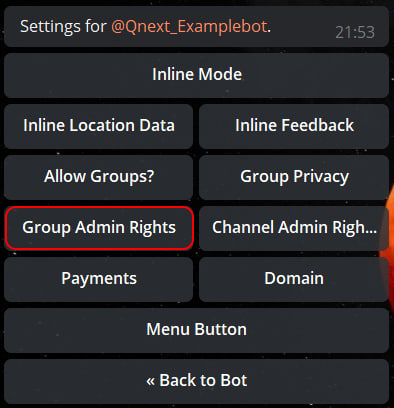 Settings for @Qnext_Examplebot.
21:53
Inline Mode
Inline Location Data
Inline Feedback
Allow Groups?
Group Privacy
Group Admin Rights
Channel Admin Righ...
Payments
Domain
Menu Button
« Back to Bot